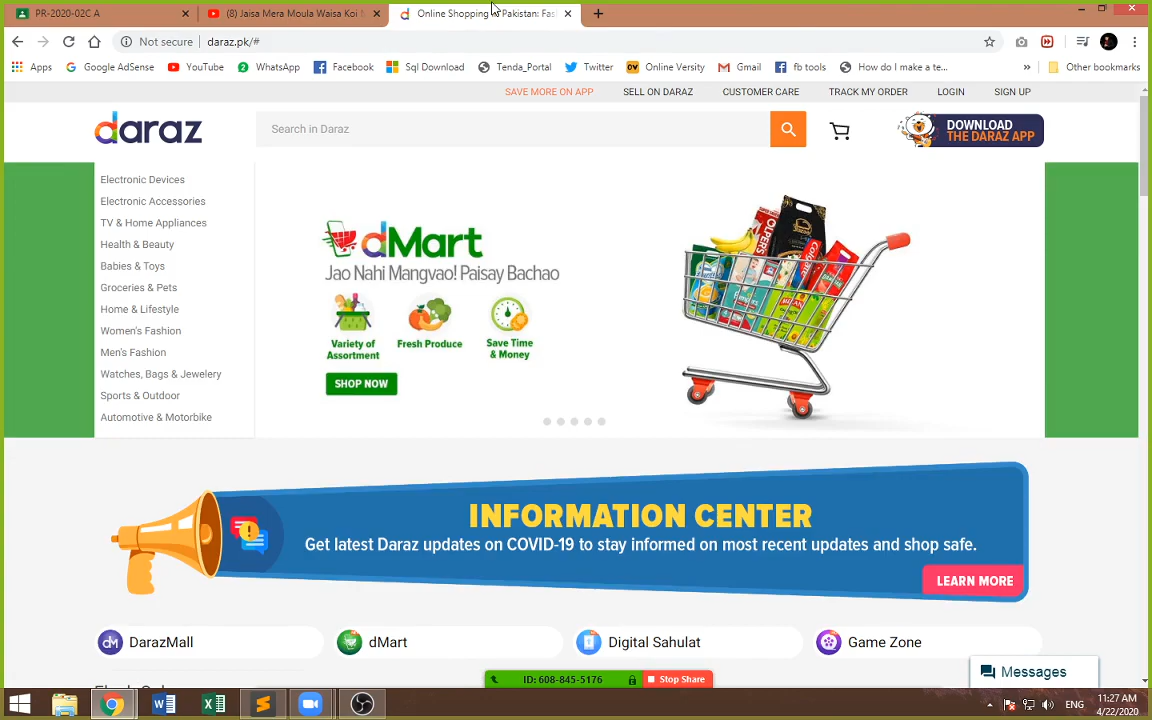 PR-2020-02C A
(8) Jaisa Mera Moula Waisa Koi
Online Shopping Pakistan: Fas
Not secure daraz.pk/#
Apps Google AdSense YouTube WhatsApp Facebook Sql Download Tenda_Portal Twitter Online Versity Gmail fb tools How do I make a te... » Other bookmarks
SAVE MORE ON APP SELL ON DARAZ CUSTOMER CARE TRACK MY ORDER LOGIN SIGN UP
daraz
Search in Daraz
DOWNLOAD
THE DARAZ APP
Electronic Devices
Electronic Accessories
TV & Home Appliances
Health & Beauty
Babies & Toys
Groceries & Pets
Home & Lifestyle
Women's Fashion
Men's Fashion
Watches, Bags & Jewelery
Sports & Outdoor
Automotive & Motorbike
dMart
Jao Nahi Mangvao! Paisay Bachao
Variety of
Assortment
Fresh Produce
Save Time
& Money
SHOP NOW
INFORMATION CENTER
Get latest Daraz updates on COVID-19 to stay informed on most recent updates and shop safe.
LEARN MORE
DarazMall
dMart
Digital Sahulat
Game Zone
Messages
ID: 608-845-5176 Stop Share
ENG
11:27 AM
4/22/2020